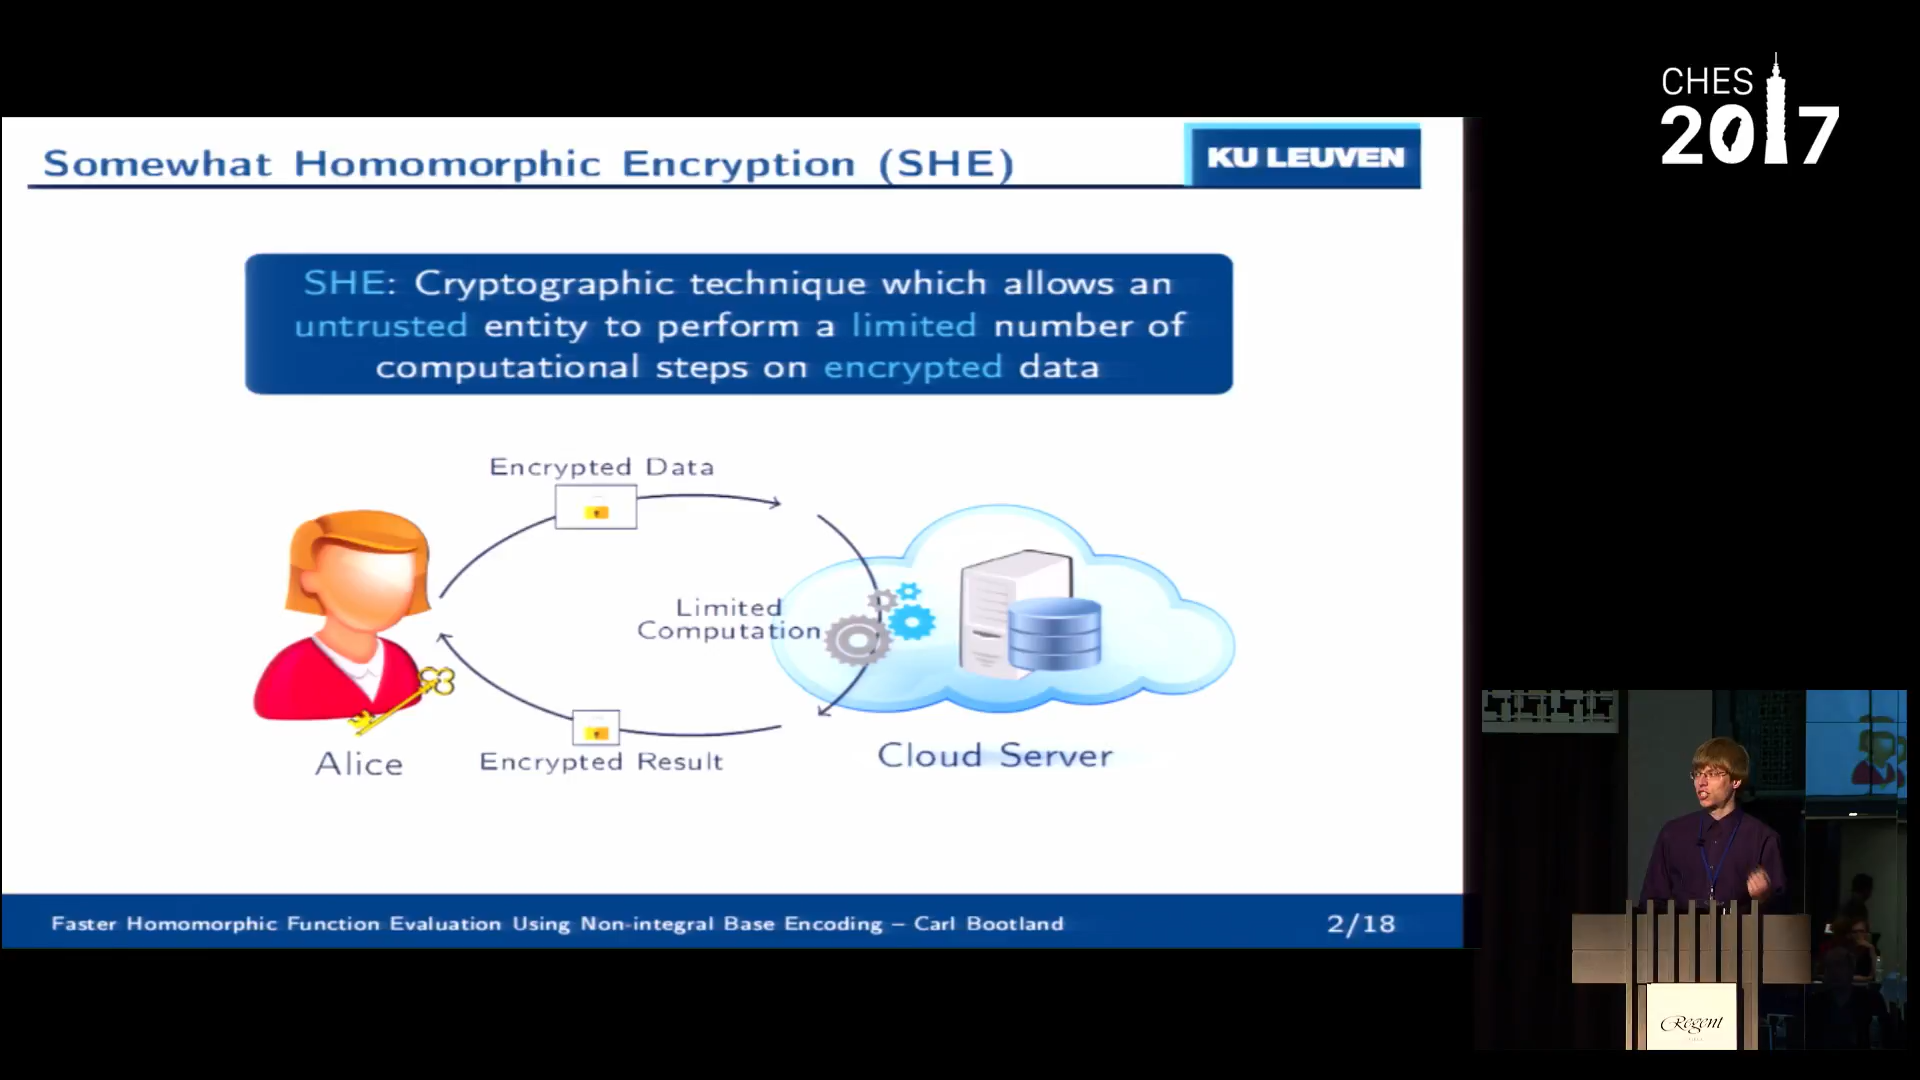 CHES
2017
Somewhat Homomorphic Encryption (SHE)
KU LEUVEN
SHE: Cryptographic technique which allows an
untrusted entity to perform a limited number of
computational steps on encrypted data
Encrypted Data
Limited
Computation
Alice
Encrypted Result
Cloud Server
Faster Homomorphic Function Evaluation Using Non-integral Base Encoding – Carl Bootland
2/18
Regent